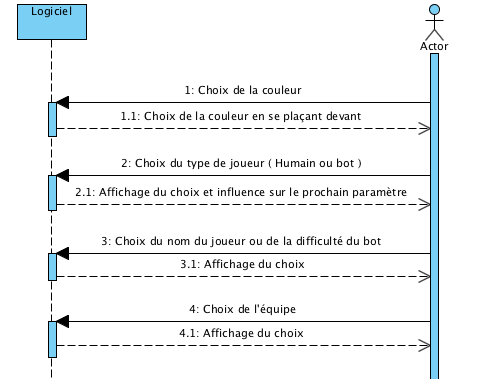 Logiciel
Actor
1: Choix de la couleur
1.1: Choix de la couleur en se plaçant devant
2: Choix du type de joueur ( Humain ou bot )
2.1: Affichage du choix et influence sur le prochain paramètre
3: Choix du nom du joueur ou de la difficulté du bot
3.1: Affichage du choix
4: Choix de l'équipe
4.1: Affichage du choix